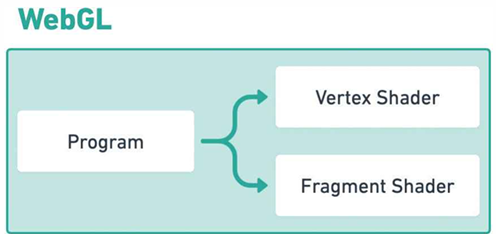 WebGL
Program
Vertex Shader
Fragment Shader